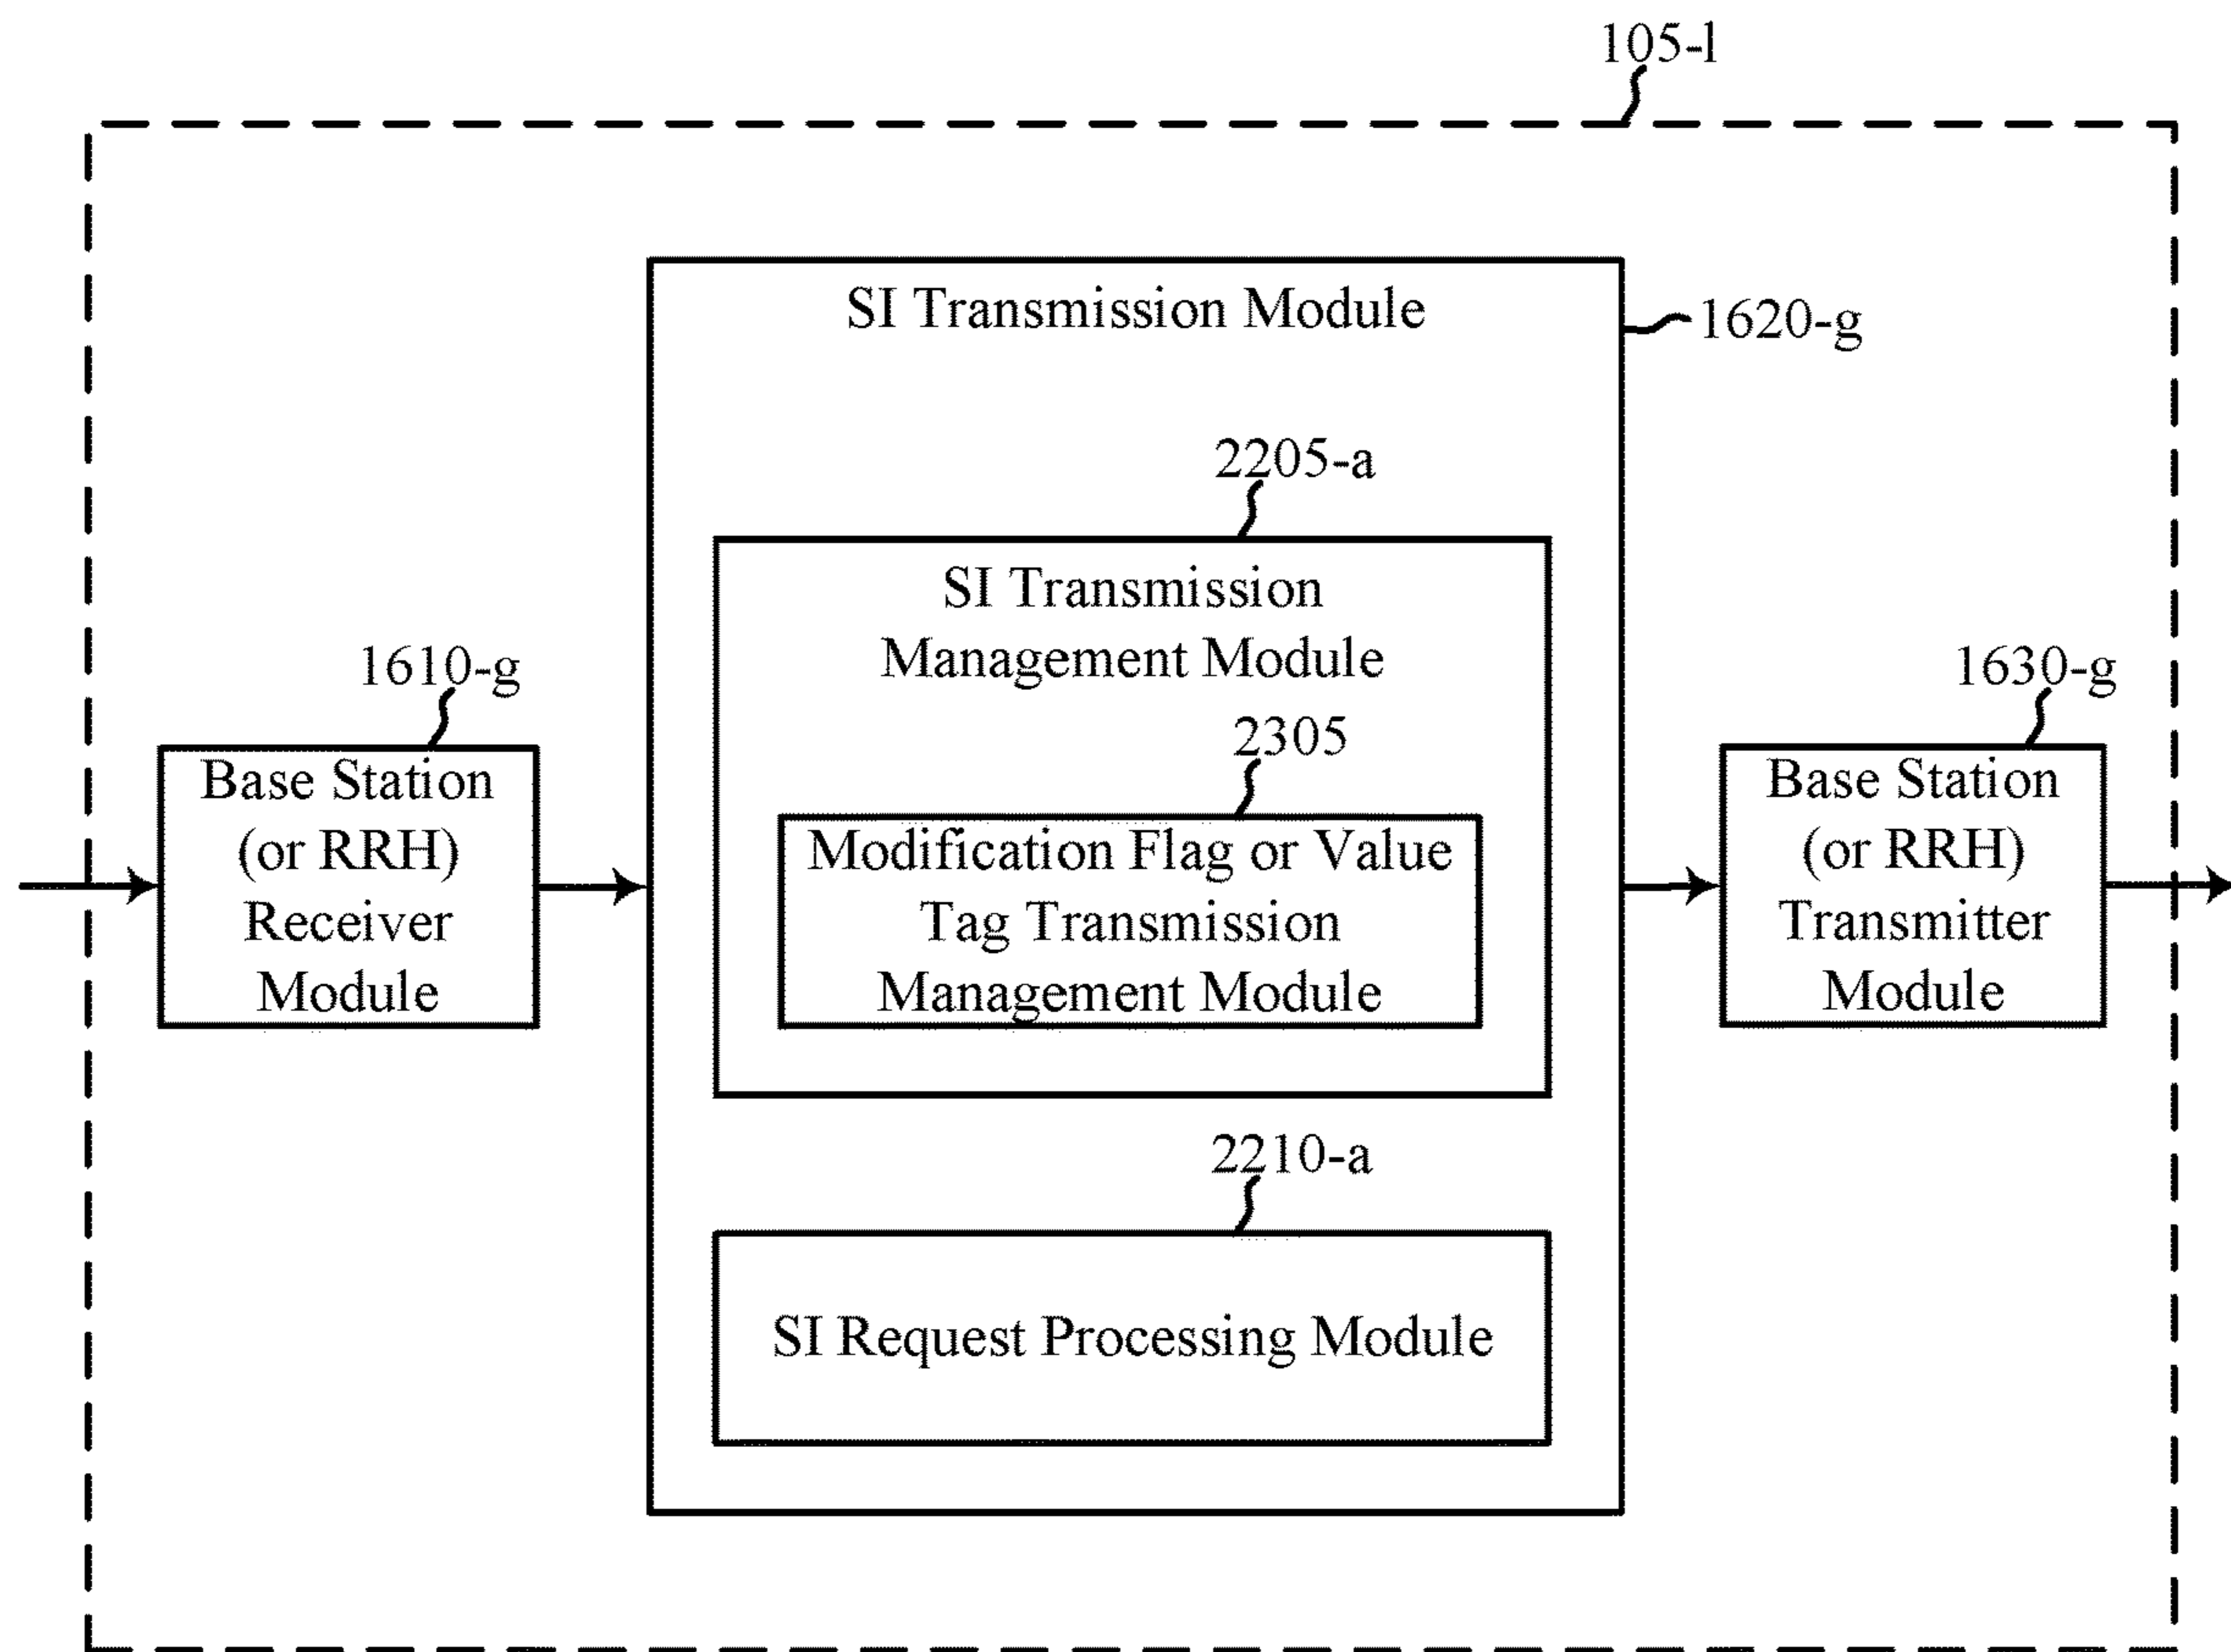 105-l
SI Transmission Module
1620-g
2205-a
SI Transmission
Management Module
1610-g
1630-g
2305
Base Station
(or RRH)
Receiver
Module
Modification Flag or Value
Tag Transmission
Management Module
Base Station
(or RRH)
Transmitter
Module
2210-a
SI Request Processing Module